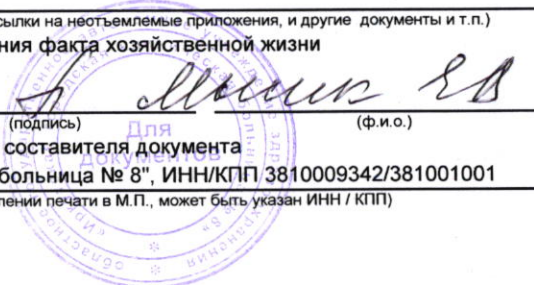 сылки на неотъемлемые приложения, и другие документы и т.п.)
ния факта хозяйственной жизни
(подпись)
(ф.и.о.)
Для
документов
составителя документа
больница № 8", ИНН/КПП 3810009342/381001001
лении печати в М.П., может быть указан ИНН / КПП)